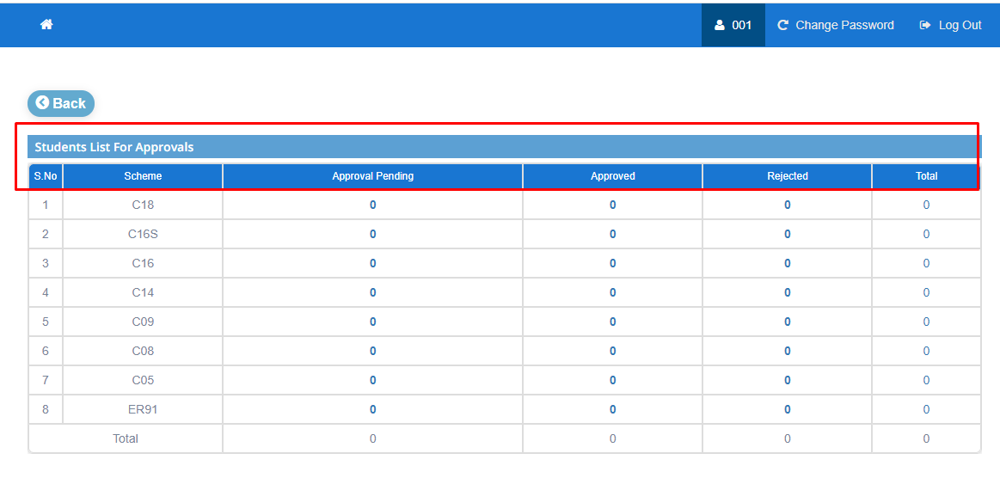 001 Change Password Log Out
Back
Students List For Approvals
S.No Scheme Approval Pending Approved Rejected Total
1 C18 0 0 0 0
2 C16S 0 0 0 0
3 C16 0 0 0 0
4 C14 0 0 0 0
5 C09 0 0 0 0
6 C08 0 0 0 0
7 C05 0 0 0 0
8 ER91 0 0 0 0
Total 0 0 0 0